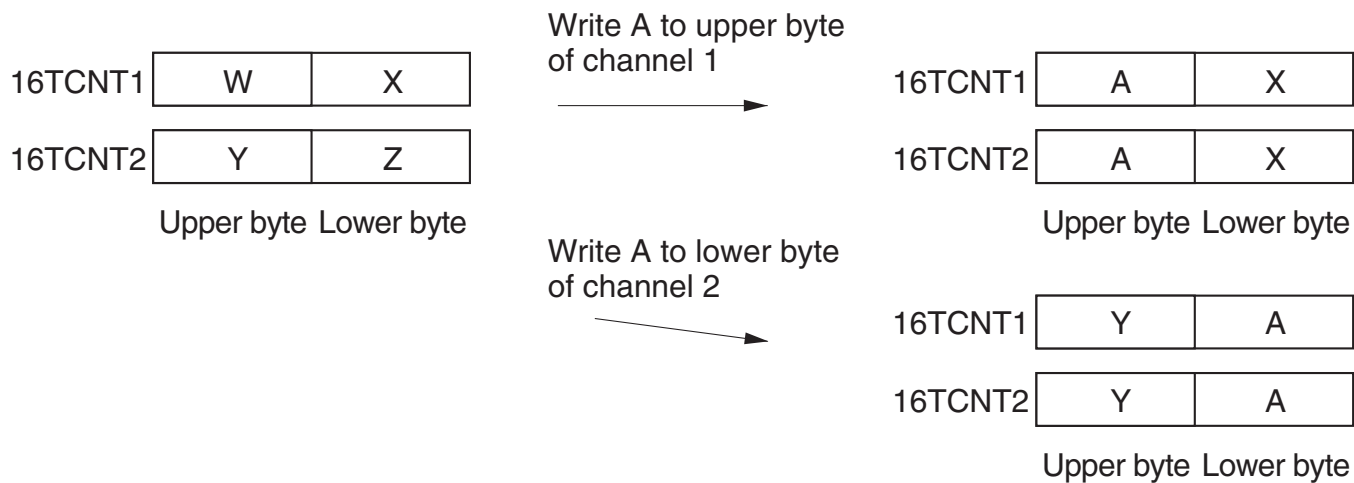 Write A to upper byte
of channel 1
16TCNT1 W X
16TCNT2 Y Z
Upper byte Lower byte
16TCNT1 A X
16TCNT2 A X
Upper byte Lower byte
Write A to lower byte
of channel 2
16TCNT1 Y A
16TCNT2 Y A
Upper byte Lower byte